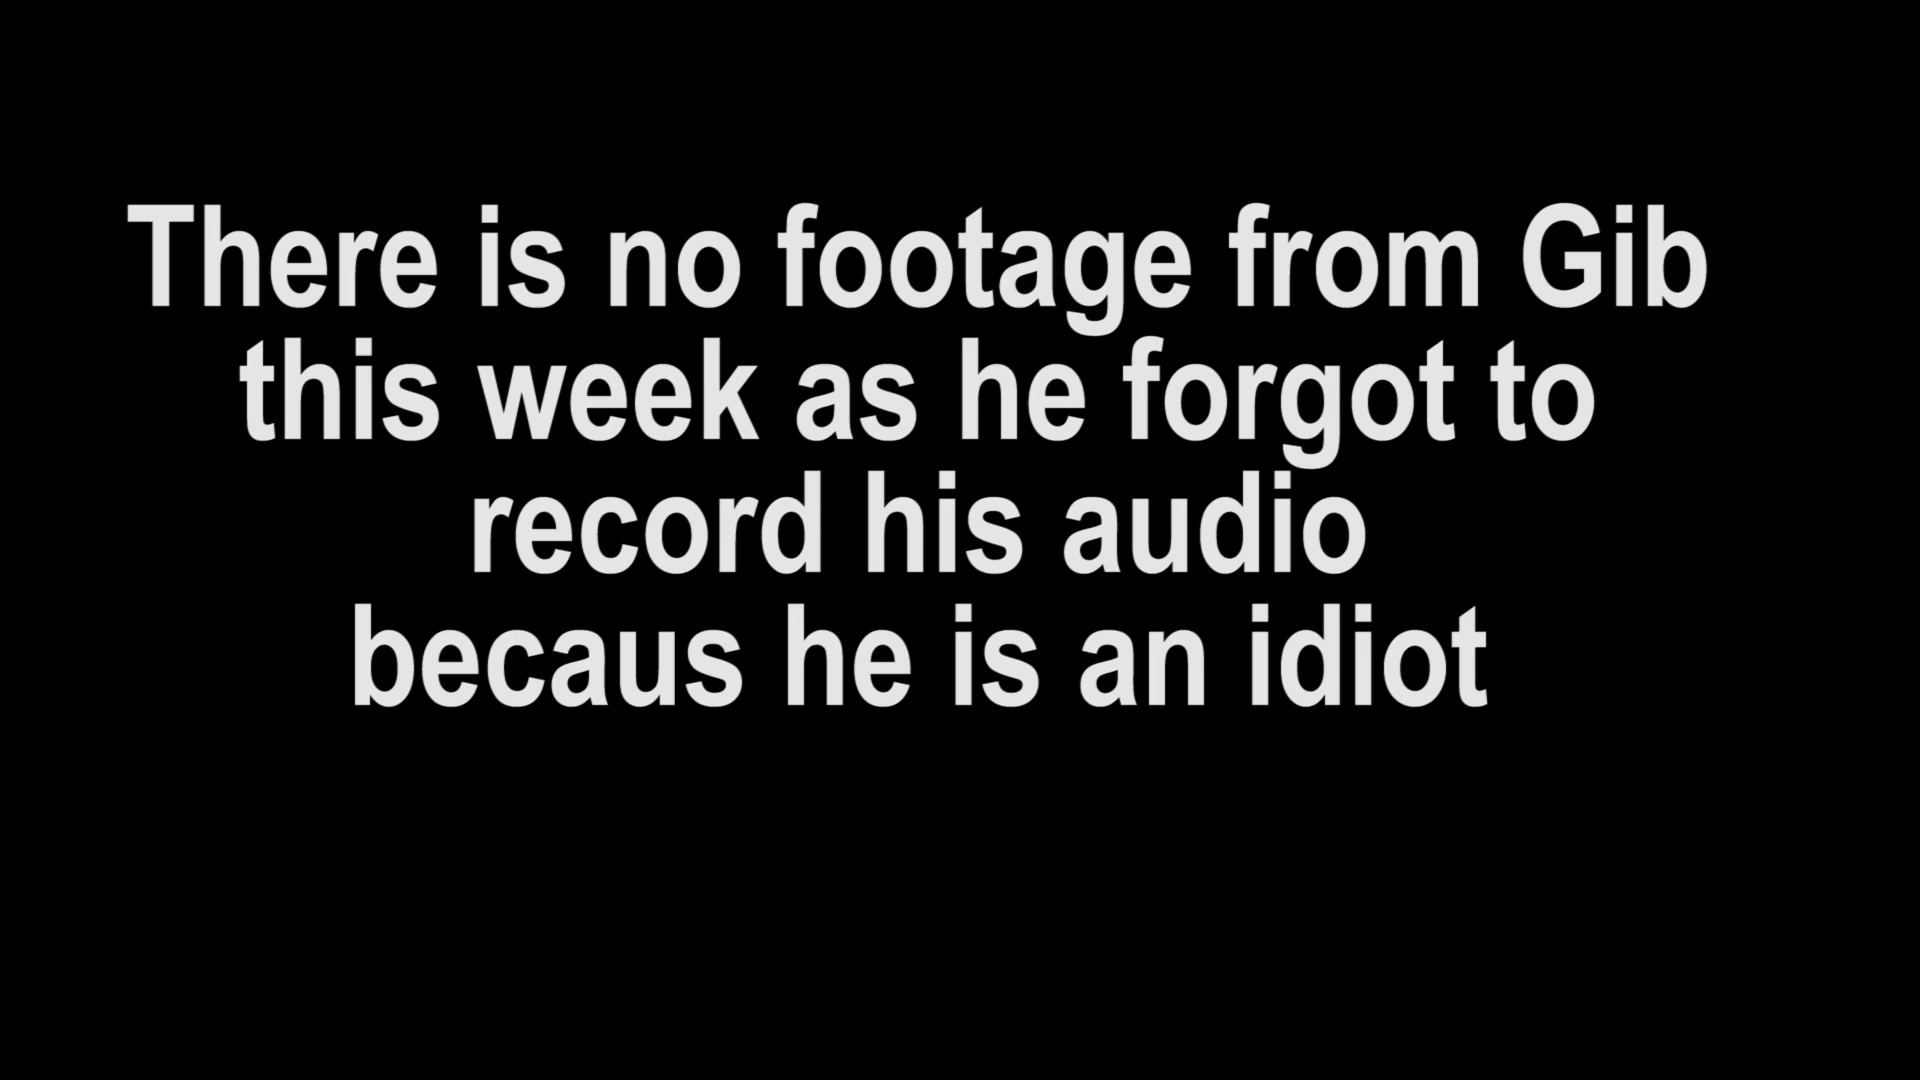 There is no footage from Gib
this week as he forgot to
record his audio
becaus he is an idiot